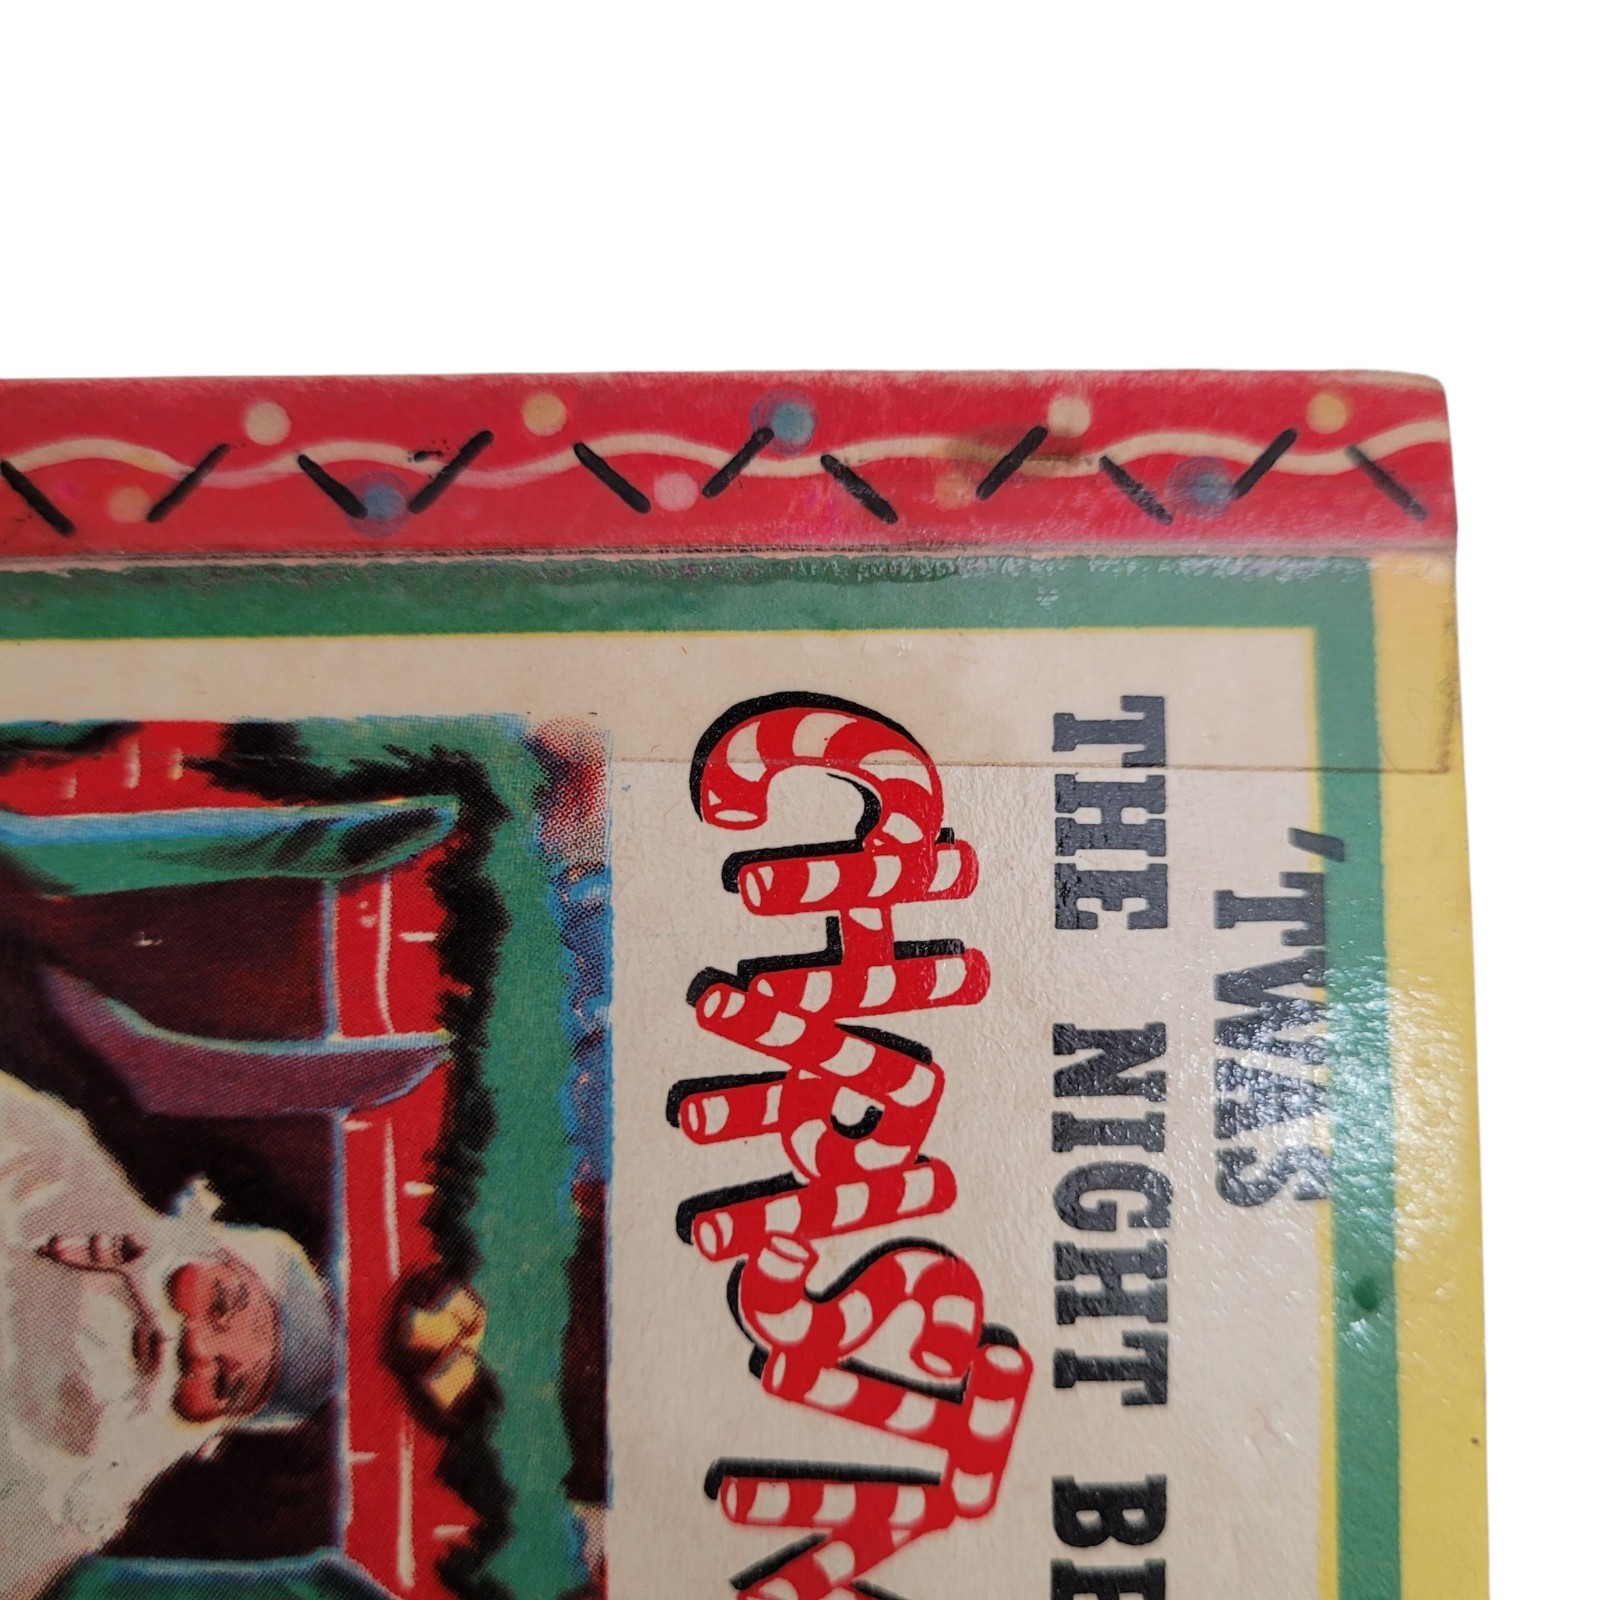 'TWAS
THE NIGHT BE
CHRISTM